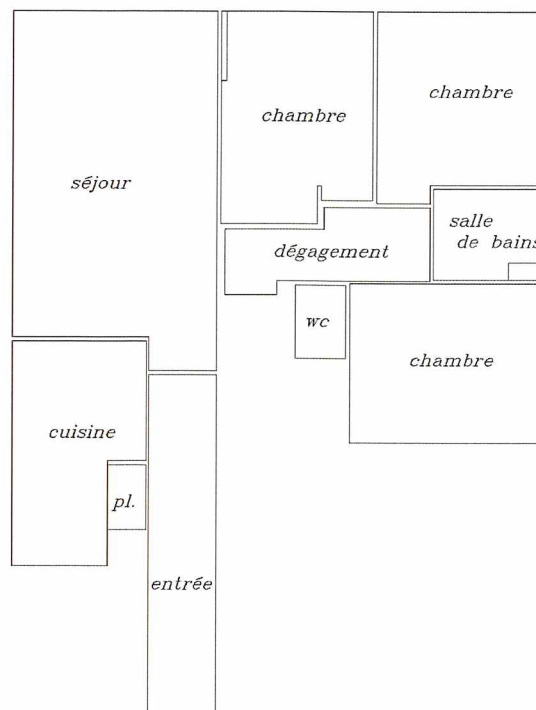 chambre
chambre
séjour
salle
de bains
dégagement
wc
chambre
cuisine
pl.
entrée